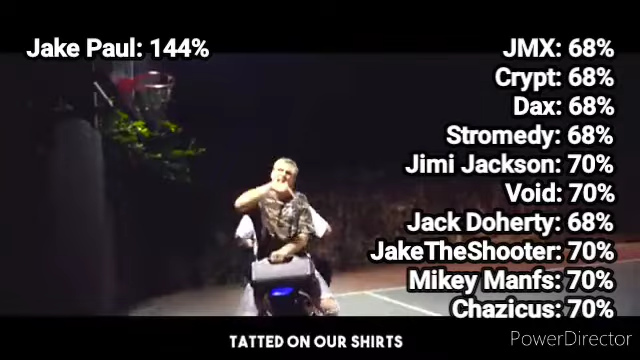 Jake Paul: 144%
JMX: 68%
Crypt: 68%
Dax: 68%
Stromedy: 68%
Jimi Jackson: 70%
Void: 70%
Jack Doherty: 68%
JakeTheShooter: 70%
Mikey Manfs: 70%
Chazicus: 70%
TATTED ON OUR SHIRTS
PowerDirector